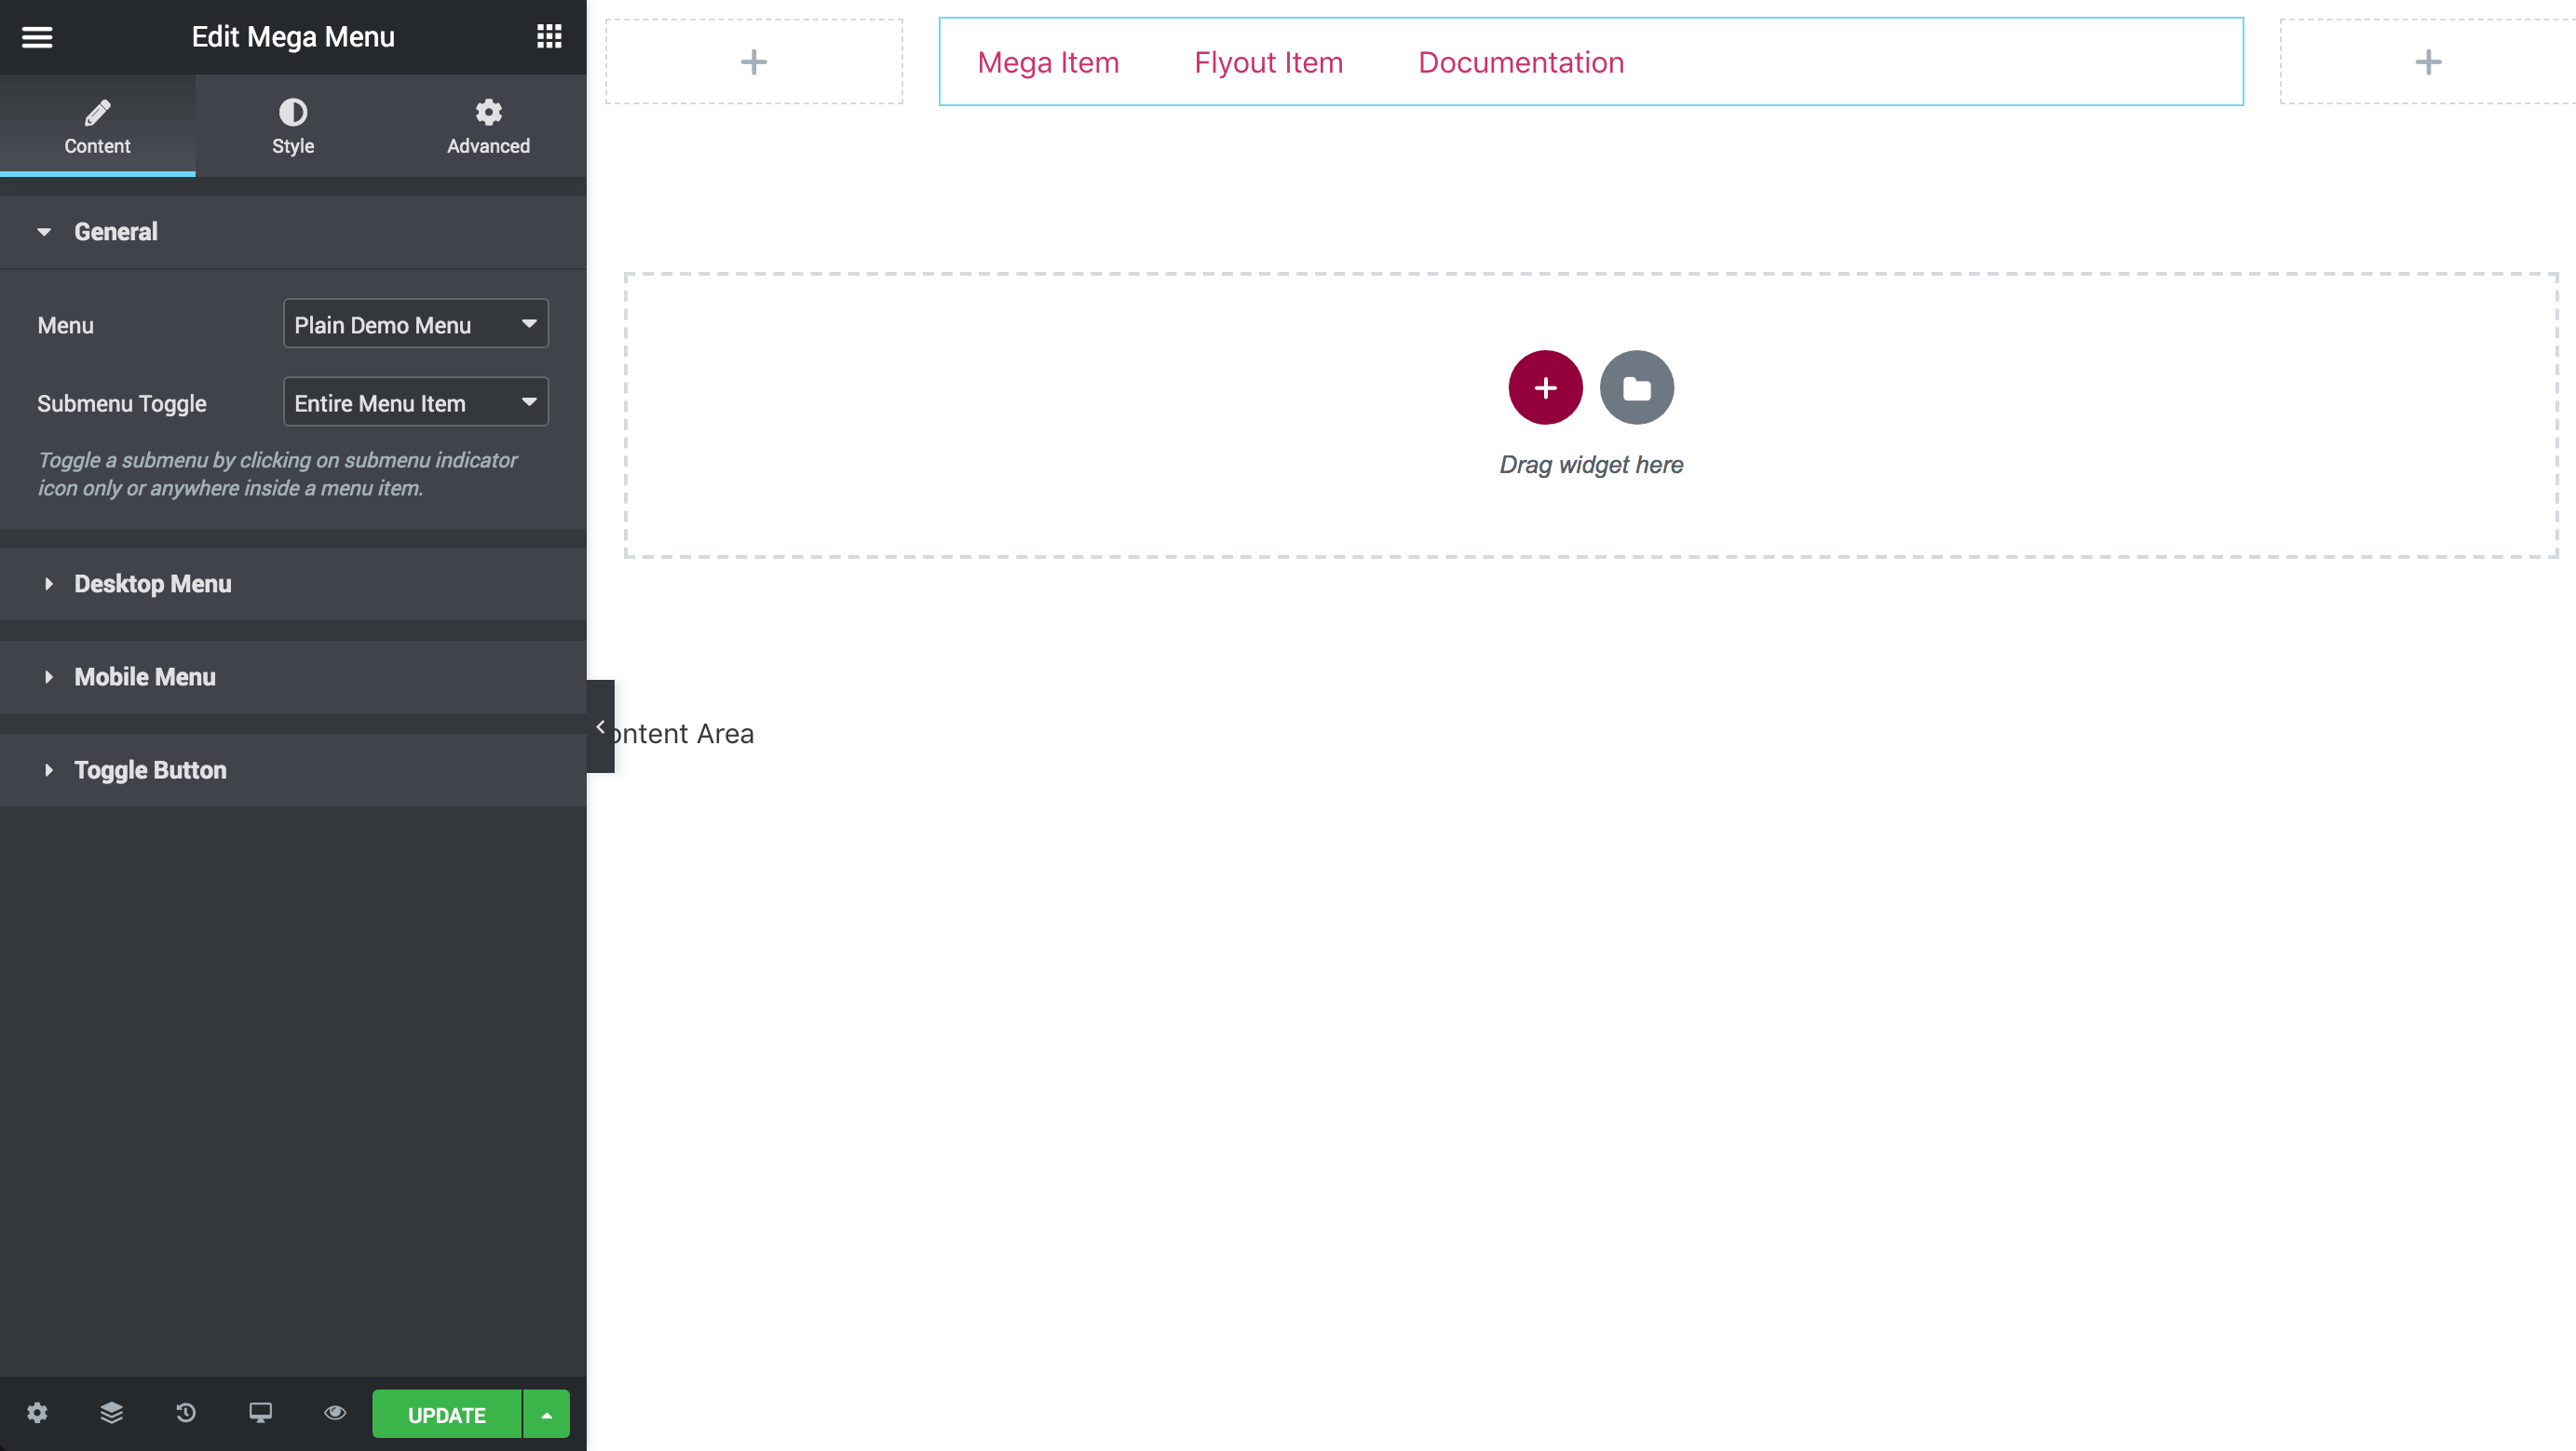 Edit Mega Menu
Content
Style
Advanced
General
Menu
Plain Demo Menu
Submenu Toggle
Entire Menu Item
Toggle a submenu by clicking on submenu indicator
icon only or anywhere inside a menu item.
Desktop Menu
Mobile Menu
Toggle Button
UPDATE
Mega Item
Flyout Item
Documentation
Drag widget here
ontent Area